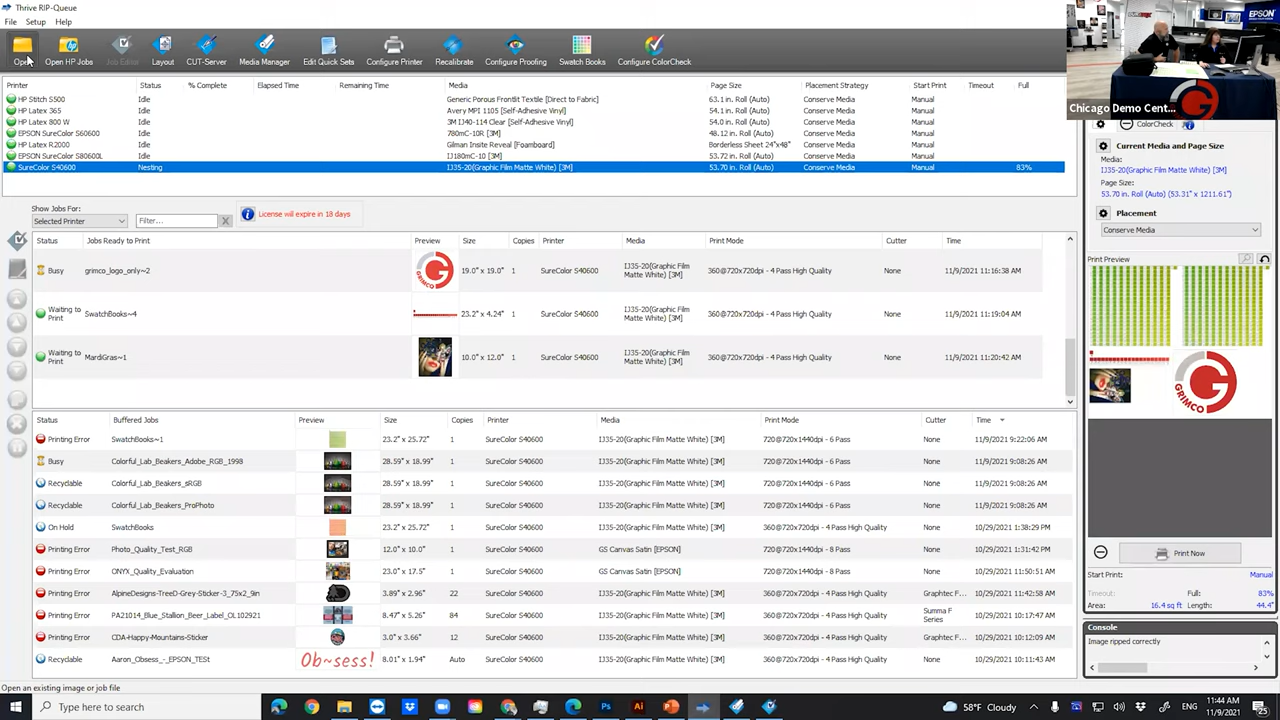 Thrive RIP-Queue
File Setup Help
Open Open HP Jobs Job Editor Layout CUT-Server Media Manager Edit Quick Sets Configure Printer Recalibrate Configure Proofing Swatch Books Configure ColorCheck
EPSON
Chicago Demo Cent...
Printer Status % Complete Elapsed Time Remaining Time Media Page Size Placement Strategy Start Print Timeout Full
HP Stitch S500 Idle Generic Porous Frontlit Textile [Direct to Fabric] 63.1 in. Roll (Auto) Conserve Media Manual
HP Latex 365 Idle Avery MPI 1105 [Self-Adhesive Vinyl] 54.0 in. Roll (Auto) Conserve Media Manual
HP Latex 800 W Idle 3M IJ40-114 Clear [Self-Adhesive Vinyl] 54.0 in. Roll (Auto) Conserve Media Manual
EPSON SureColor S60600 Idle 780mC-10R [3M] 48.12 in. Roll (Auto) Conserve Media Manual
HP Latex R2000 Idle Gilman Insite Reveal [Foamboard] Borderless Sheet 24"x48" Conserve Media Manual
EPSON SureColor S80600L Idle IJ180mC-10 [3M] 53.72 in. Roll (Auto) Conserve Media Manual
SureColor S40600 Nesting IJ35-20(Graphic Film Matte White) [3M] 53.70 in. Roll (Auto) Conserve Media Manual 83%
ColorCheck
Current Media and Page Size
Media:
IJ35-20(Graphic Film Matte White) [3M]
Page Size:
53.70 in. Roll (Auto) (53.31" x 1211.61")
Placement
Conserve Media
Print Preview
GRIMCO
Print Now
Start Print: Manual
Timeout: Full: 83%
Area: 16.4 sq ft Length: 44.4"
Console
Image ripped correctly
Show Jobs For:
Selected Printer Filter... License will expire in 18 days
Status Jobs Ready to Print Preview Size Copies Printer Media Print Mode Cutter Time
Busy grimco_logo_only~2 GRIMCO 19.0" x 19.0" 1 SureColor S40600 IJ35-20(Graphic Film Matte White) [3M] 360@720x720dpi - 4 Pass High Quality None 11/9/2021 11:16:38 AM
Waiting to Print SwatchBooks~4 23.2" x 4.24" 1 SureColor S40600 IJ35-20(Graphic Film Matte White) [3M] 360@720x720dpi - 4 Pass High Quality None 11/9/2021 11:19:04 AM
Waiting to Print MardiGras~1 10.0" x 12.0" 1 SureColor S40600 IJ35-20(Graphic Film Matte White) [3M] 360@720x720dpi - 4 Pass High Quality None 11/9/2021 11:20:42 AM
Status Buffered Jobs Preview Size Copies Printer Media Print Mode Cutter Time
Printing Error SwatchBooks~1 23.2" x 25.72" 1 SureColor S40600 IJ35-20(Graphic Film Matte White) [3M] 720@720x1440dpi - 6 Pass None 11/9/2021 9:22:06 AM
Busy Colorful_Lab_Beakers_Adobe_RGB_1998 28.59" x 18.99" 1 SureColor S40600 IJ35-20(Graphic Film Matte White) [3M] 720@720x1440dpi - 6 Pass None 11/9/2021 9:08:26 AM
Recyclable Colorful_Lab_Beakers_sRGB 28.59" x 18.99" 1 SureColor S40600 IJ35-20(Graphic Film Matte White) [3M] 720@720x1440dpi - 6 Pass None 11/9/2021 9:08:26 AM
Recyclable Colorful_Lab_Beakers_ProPhoto 28.59" x 18.99" 1 SureColor S40600 IJ35-20(Graphic Film Matte White) [3M] 720@720x1440dpi - 6 Pass None 11/9/2021 9:08:26 AM
On Hold SwatchBooks 23.2" x 25.72" 1 SureColor S40600 IJ35-20(Graphic Film Matte White) [3M] 360@720x720dpi - 4 Pass High Quality None 10/29/2021 1:38:29 PM
Printing Error Photo_Quality_Test_RGB 12.0" x 10.0" 1 SureColor S40600 GS Canvas Satin [EPSON] 720@720x1440dpi - 8 Pass None 10/29/2021 1:31:42 PM
Printing Error ONYX_Quality_Evaluation 23.0" x 17.5" 1 SureColor S40600 GS Canvas Satin [EPSON] 720@720x1440dpi - 8 Pass None 10/29/2021 11:50:51 AM
Printing Error AlpineDesigns-TreeD-Grey-Sticker-3_75x2_9in 3.89" x 2.96" 22 SureColor S40600 IJ35-20(Graphic Film Matte White) [3M] 360@720x720dpi - 4 Pass High Quality Graphtec F... 10/29/2021 11:42:58 AM
Printing Error PA21014_Blue_Stallion_Beer_Label_OL102921 8.47" x 5.26" 84 SureColor S40600 IJ35-20(Graphic Film Matte White) [3M] 360@720x720dpi - 4 Pass High Quality Summa F Series 10/29/2021 10:17:47 AM
Printing Error CDA-Happy-Mountains-Sticker 3.0" x 3.66" 12 SureColor S40600 IJ35-20(Graphic Film Matte White) [3M] 360@720x720dpi - 4 Pass High Quality Graphtec F... 10/29/2021 10:12:09 AM
Recyclable Aaron_Obsess_-_EPSON_TESt Ob~sess! 8.01" x 1.94" Auto SureColor S40600 IJ35-20(Graphic Film Matte White) [3M] 360@720x720dpi - 4 Pass High Quality None 10/29/2021 10:11:43 AM
Open an existing image or job file
Type here to search
58°F Cloudy
11:44 AM
11/9/2021
25